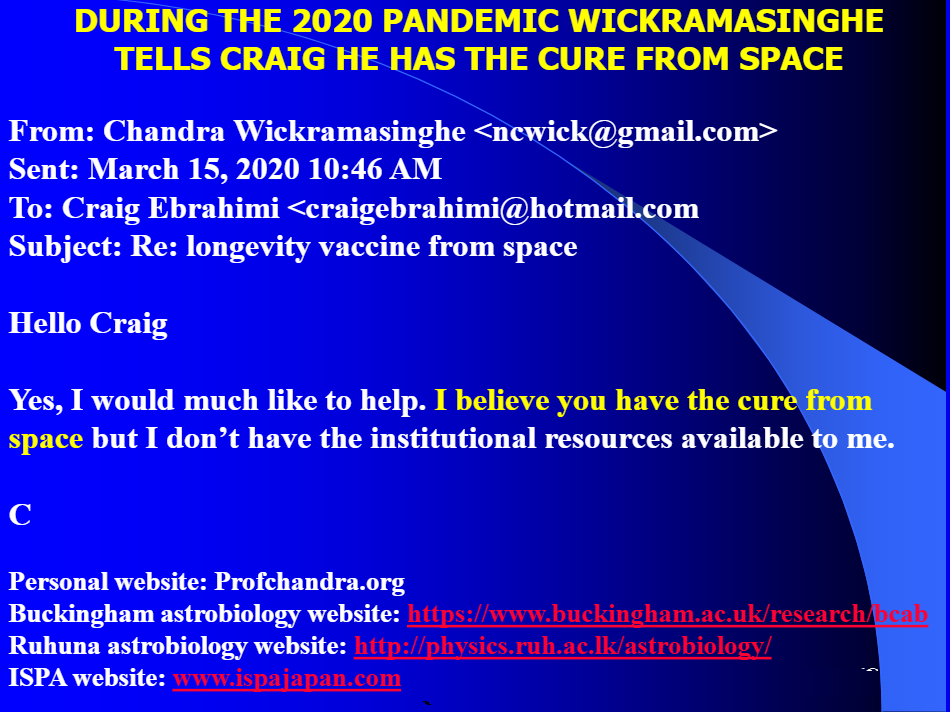 DURING THE 2020 PANDEMIC WICKRAMASINGHE
TELLS CRAIG HE HAS THE CURE FROM SPACE
From: Chandra Wickramasinghe <ncwick@gmail.com>
Sent: March 15, 2020 10:46 AM
To: Craig Ebrahimi <craigebrahimi@hotmail.com
Subject: Re: longevity vaccine from space
Hello Craig
Yes, I would much like to help. I believe you have the cure from
space but I don’t have the institutional resources available to me.
C
Personal website: Profchandra.org
Buckingham astrobiology website: https://www.buckingham.ac.uk/research/bcab
Ruhuna astrobiology website: http://physics.ruh.ac.lk/astrobiology/
ISPA website: www.ispajapan.com